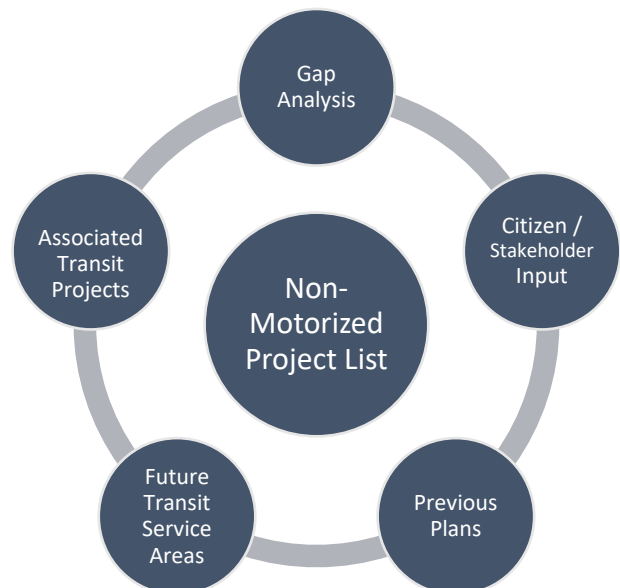 Gap
Analysis
Citizen /
Stakeholder
Input
Previous
Plans
Future
Transit
Service
Areas
Associated
Transit
Projects
Non-
Motorized
Project List